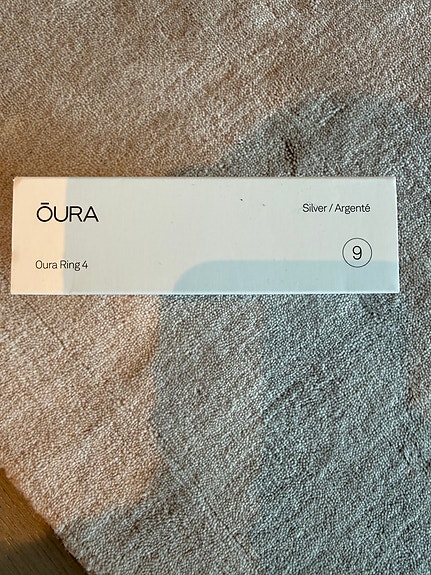 ŌURA
Silver / Argenté
Oura Ring 4
9